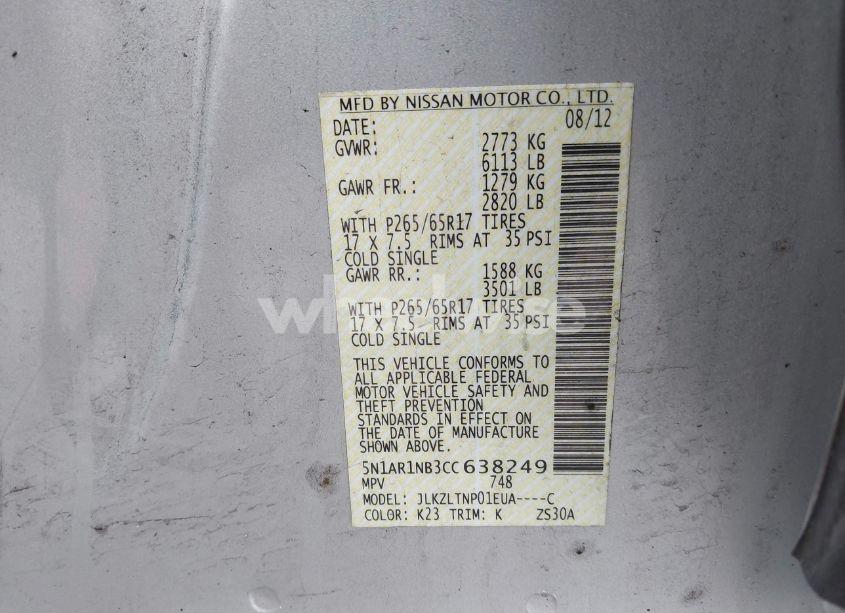 MFD BY NISSAN MOTOR CO., LTD.
DATE: 08/12
GVWR: 2773 KG
6113 LB
GAWR FR.: 1279 KG
2820 LB
WITH P265/65R17 TIRES
17 X 7.5 RIMS AT 35 PSI
COLD SINGLE
GAWR RR.: 1588 KG
3501 LB
WITH P265/65R17 TIRES
17 X 7.5 RIMS AT 35 PSI
COLD SINGLE
THIS VEHICLE CONFORMS TO
ALL APPLICABLE FEDERAL
MOTOR VEHICLE SAFETY AND
THEFT PREVENTION
STANDARDS IN EFFECT ON
THE DATE OF MANUFACTURE
SHOWN ABOVE.
5N1AR1NB3CC 638249
MPV 748
MODEL: JLKZLTNP01EUA----C
COLOR: K23 TRIM: K ZS30A